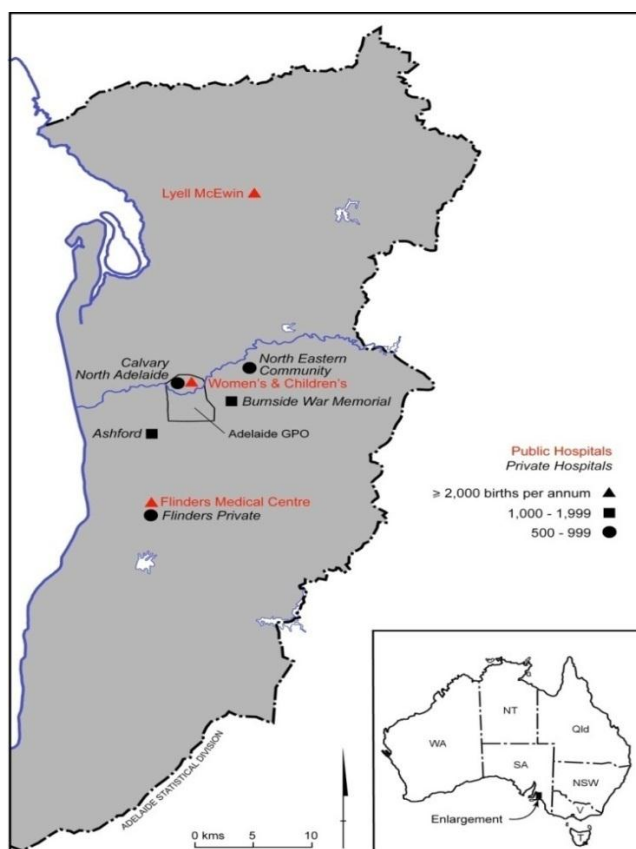 Lyell McEwin
Calvary
North Adelaide
North Eastern
Community
Women's & Children's
Burnside War Memorial
Ashford
Adelaide GPO
Public Hospitals
Private Hospitals
Flinders Medical Centre
Flinders Private
⩾ 2,000 births per annum
1,000 - 1,999
500 - 999
ADELAIDE STATISTICAL DIVISION
0 kms 5 10
NT
Qld
WA
SA
NSW
V
Enlargement
T